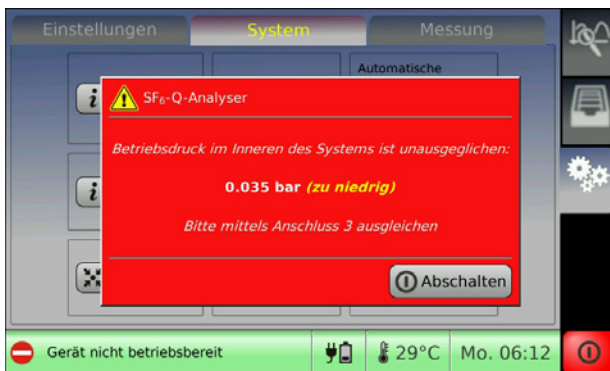 Einstellungen
System
Messung
Automatische
SF₆-Q-Analyser
Betriebsdruck im Inneren des Systems ist unausgeglichen:
0.035 bar (zu niedrig)
Bitte mittels Anschluss 3 ausgleichen
Abschalten
Gerät nicht betriebsbereit
29°C
Mo. 06:12